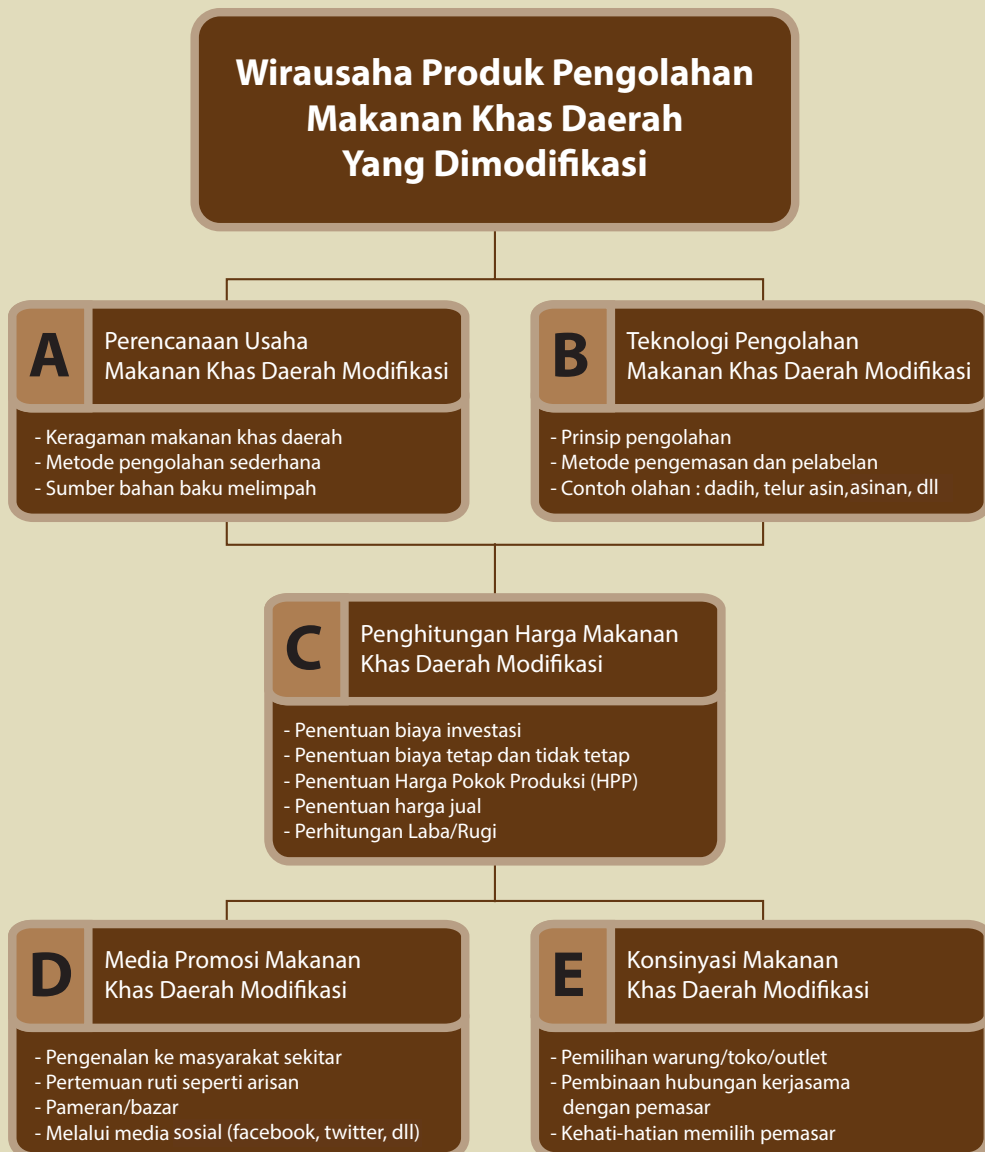 Wirausaha Produk Pengolahan
Makanan Khas Daerah
Yang Dimodifikasi
A
Perencanaan Usaha
Makanan Khas Daerah Modifikasi
- Keragaman makanan khas daerah
- Metode pengolahan sederhana
- Sumber bahan baku melimpah
B
Teknologi Pengolahan
Makanan Khas Daerah Modifikasi
- Prinsip pengolahan
- Metode pengemasan dan pelabelan
- Contoh olahan : dadih, telur asin,asinan, dll
C
Penghitungan Harga Makanan
Khas Daerah Modifikasi
- Penentuan biaya investasi
- Penentuan biaya tetap dan tidak tetap
- Penentuan Harga Pokok Produksi (HPP)
- Penentuan harga jual
- Perhitungan Laba/Rugi
D
Media Promosi Makanan
Khas Daerah Modifikasi
- Pengenalan ke masyarakat sekitar
- Pertemuan ruti seperti arisan
- Pameran/bazar
- Melalui media sosial (facebook, twitter, dll)
E
Konsinyasi Makanan
Khas Daerah Modifikasi
- Pemilihan warung/toko/outlet
- Pembinaan hubungan kerjasama
dengan pemasar
- Kehati-hatian memilih pemasar